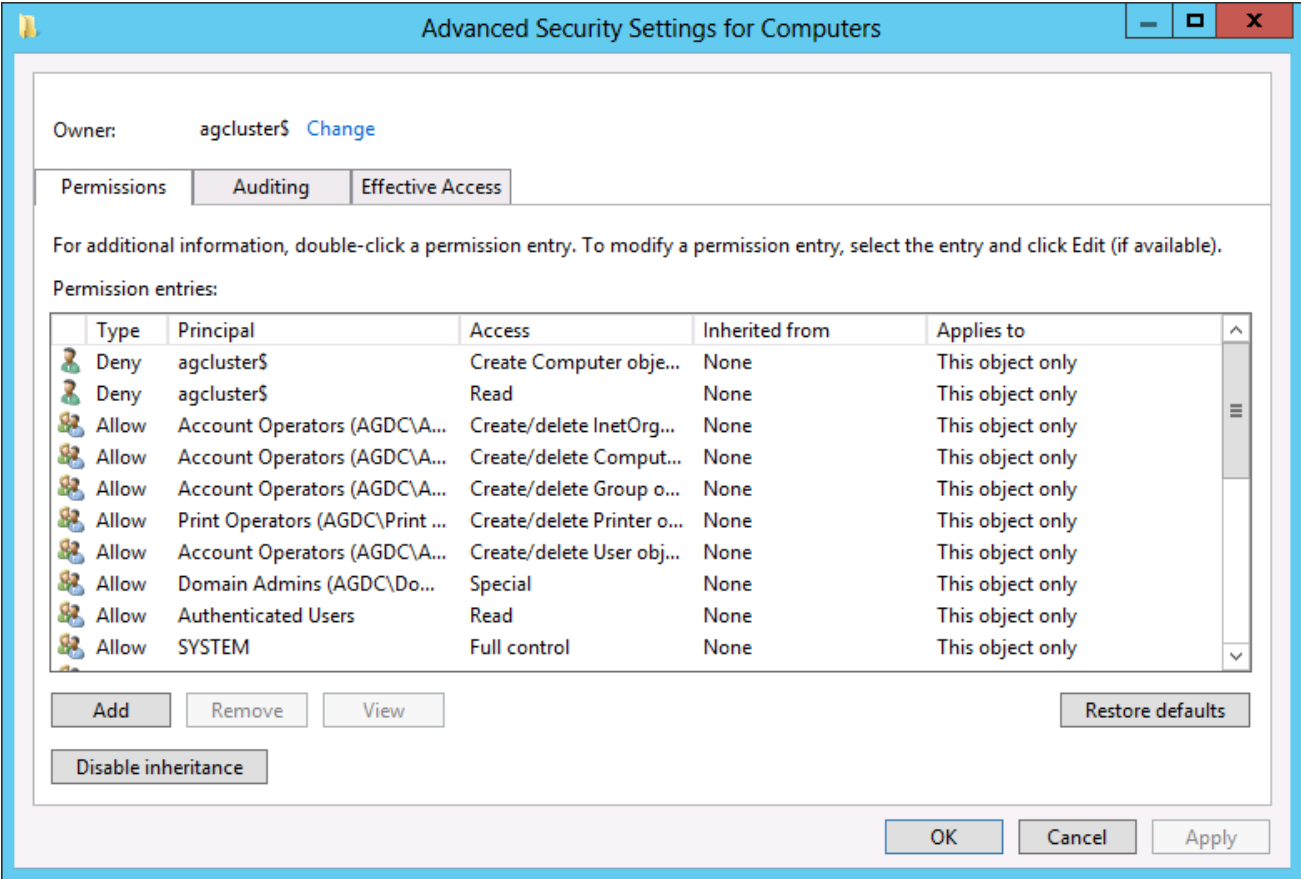 Advanced Security Settings for Computers
Owner: agcluster$ Change
Permissions Auditing Effective Access
For additional information, double-click a permission entry. To modify a permission entry, select the entry and click Edit (if available).
Permission entries:
Type Principal Access Inherited from Applies to
Deny agcluster$ Create Computer obje... None This object only
Deny agcluster$ Read None This object only
Allow Account Operators (AGDC\A... Create/delete InetOrg... None This object only
Allow Account Operators (AGDC\A... Create/delete Comput... None This object only
Allow Account Operators (AGDC\A... Create/delete Group o... None This object only
Allow Print Operators (AGDC\Print ... Create/delete Printer o... None This object only
Allow Account Operators (AGDC\A... Create/delete User obj... None This object only
Allow Domain Admins (AGDC\Do... Special None This object only
Allow Authenticated Users Read None This object only
Allow SYSTEM Full control None This object only
Add Remove View Restore defaults
Disable inheritance
OK Cancel Apply